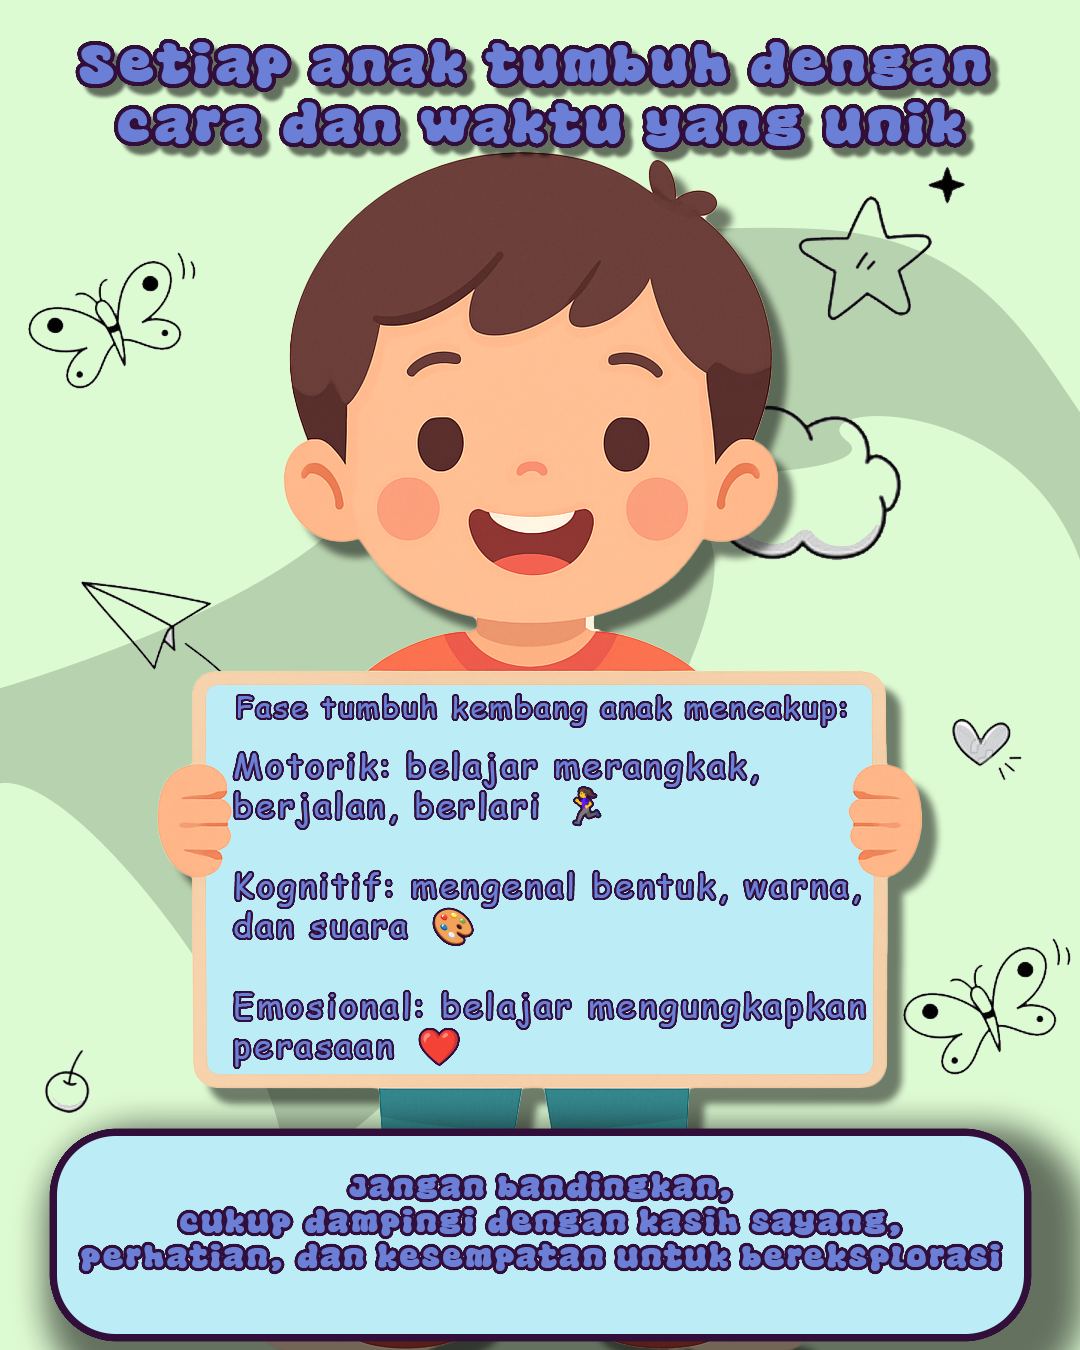 Setiap anak tumbuh dengan
cara dan waktu yang unik
Fase tumbuh kembang anak mencakup:
Motorik: belajar merangkak,
berjalan, berlari 🏃‍♀️
Kognitif: mengenal bentuk, warna,
dan suara 🎨
Emosional: belajar mengungkapkan
perasaan ❤️
Jangan bandingkan,
cukup dampingi dengan kasih sayang,
perhatian, dan kesempatan untuk bereksplorasi